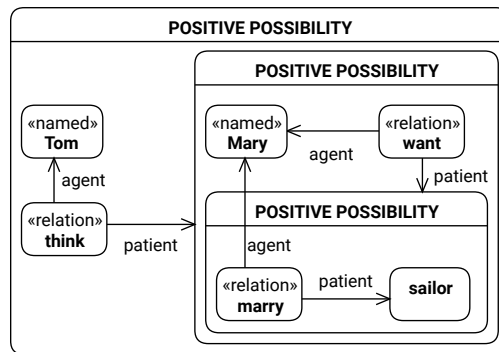 POSITIVE POSSIBILITY
POSITIVE POSSIBILITY
«named»
Tom
«named»
Mary
«relation»
want
agent
agent
patient
POSITIVE POSSIBILITY
«relation»
think
patient
agent
«relation»
marry
patient
sailor